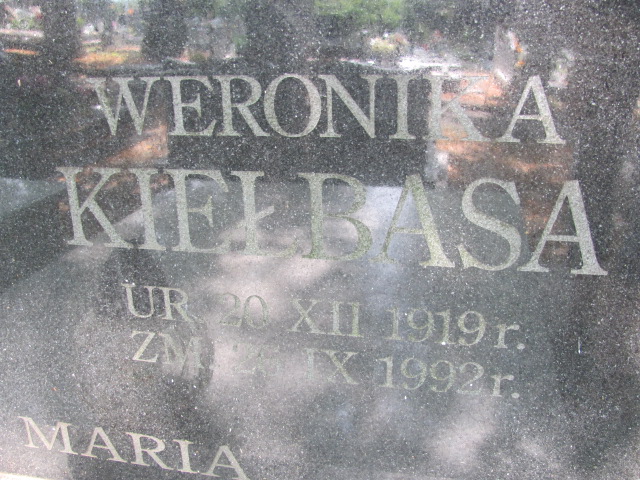 WERONIKA
KIEŁBASA
UR. 20 XII 1919 r.
ZM. IX 1992 r.
MARIA